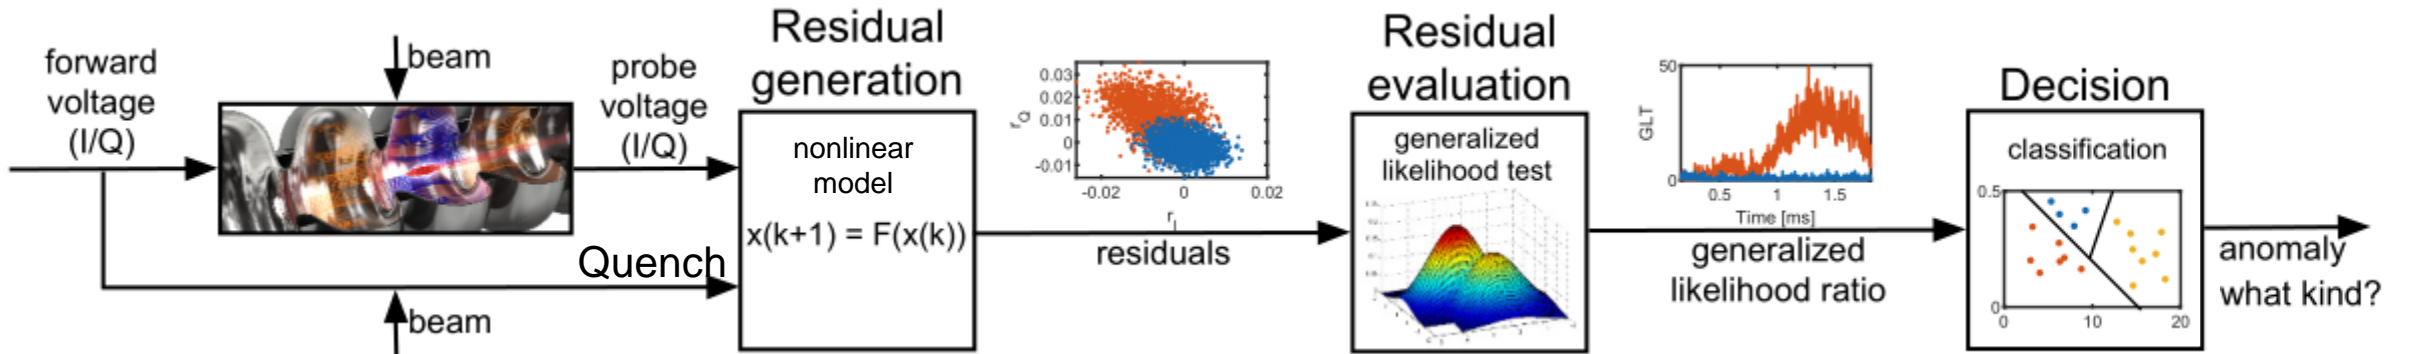 forward
voltage
(I/Q)
beam
probe
voltage
(I/Q)
Quench
beam
Residual
generation
nonlinear
model
x(k+1) = F(x(k))
0.03
0.02
0.01
0
-0.01
r_Q
-0.02 0 0.02
r_I
residuals
Residual
evaluation
generalized
likelihood test
50
GLT
0
0.5 1 1.5
Time [ms]
generalized
likelihood ratio
Decision
classification
0.5
0
0 10 20
anomaly
what kind?